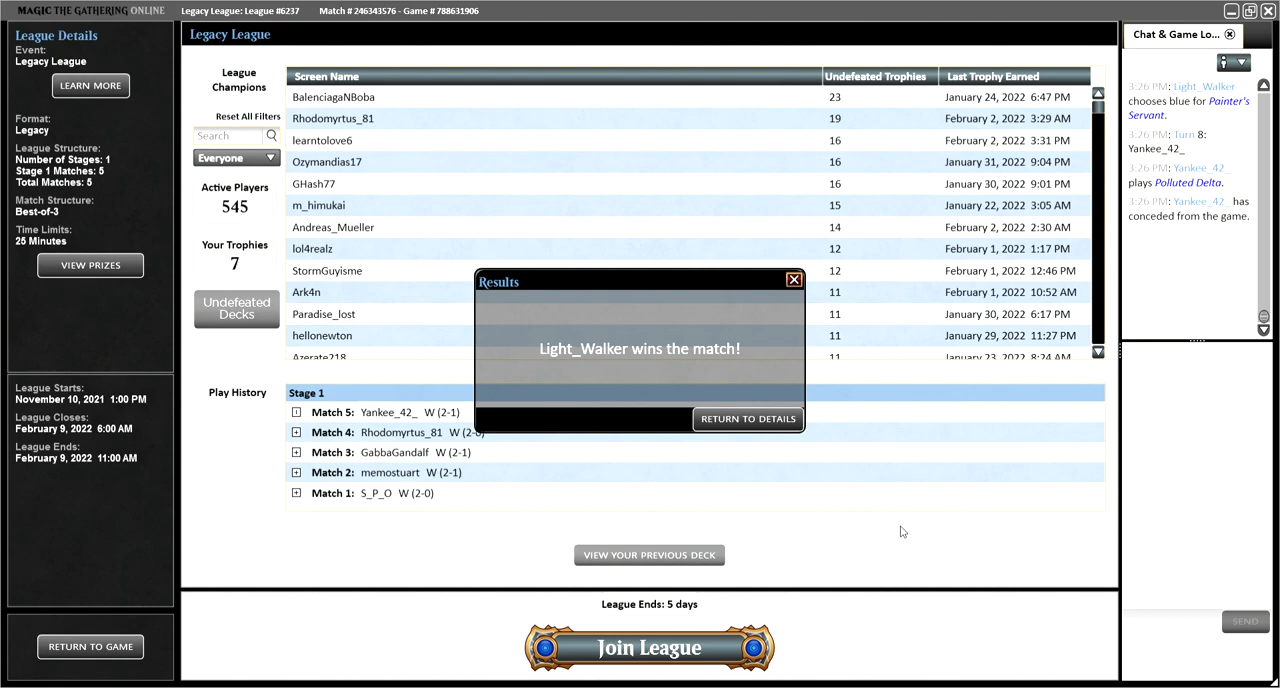 MAGIC THE GATHERING ONLINE
Legacy League: League #6237
Match # 246343576 - Game # 788631906
League Details
Event:
Legacy League
LEARN MORE
Format:
Legacy
League Structure:
Number of Stages: 1
Stage 1 Matches: 5
Total Matches: 5
Match Structure:
Best-of-3
Time Limits:
25 Minutes
VIEW PRIZES
League Starts:
November 10, 2021 1:00 PM
League Closes:
February 9, 2022 6:00 AM
League Ends:
February 9, 2022 11:00 AM
RETURN TO GAME
Legacy League
League
Champions
Reset All Filters
Search
Everyone
Active Players
545
Your Trophies
7
Undefeated
Decks
Screen Name Undefeated Trophies Last Trophy Earned
BalenciagaNBoba 23 January 24, 2022 6:47 PM
Rhodomyrtus_81 19 February 2, 2022 3:29 AM
learntolove6 16 February 2, 2022 3:31 PM
Ozymandias17 16 January 31, 2022 9:04 PM
GHash77 16 January 30, 2022 9:01 PM
m_himukai 15 January 22, 2022 3:05 AM
Andreas_Mueller 14 February 2, 2022 2:30 AM
lol4realz 12 February 1, 2022 1:17 PM
StormGuyisme 12 February 1, 2022 12:46 PM
Ark4n 11 February 1, 2022 10:52 AM
Paradise_lost 11 January 30, 2022 6:17 PM
hellonewton 11 January 29, 2022 11:27 PM
Azerate218 11 January 23, 2022 8:24 AM
Results
Light_Walker wins the match!
RETURN TO DETAILS
Play History
Stage 1
Match 5: Yankee_42_ W (2-1)
Match 4: Rhodomyrtus_81 W (2-0)
Match 3: GabbaGandalf W (2-1)
Match 2: memostuart W (2-1)
Match 1: S_P_O W (2-0)
VIEW YOUR PREVIOUS DECK
League Ends: 5 days
Join League
Chat & Game Lo...
3:26 PM: Light_Walker
chooses blue for Painter's
Servant.
3:26 PM: Turn 8:
Yankee_42_
3:26 PM: Yankee_42_
plays Polluted Delta.
3:26 PM: Yankee_42_ has
conceded from the game.
SEND